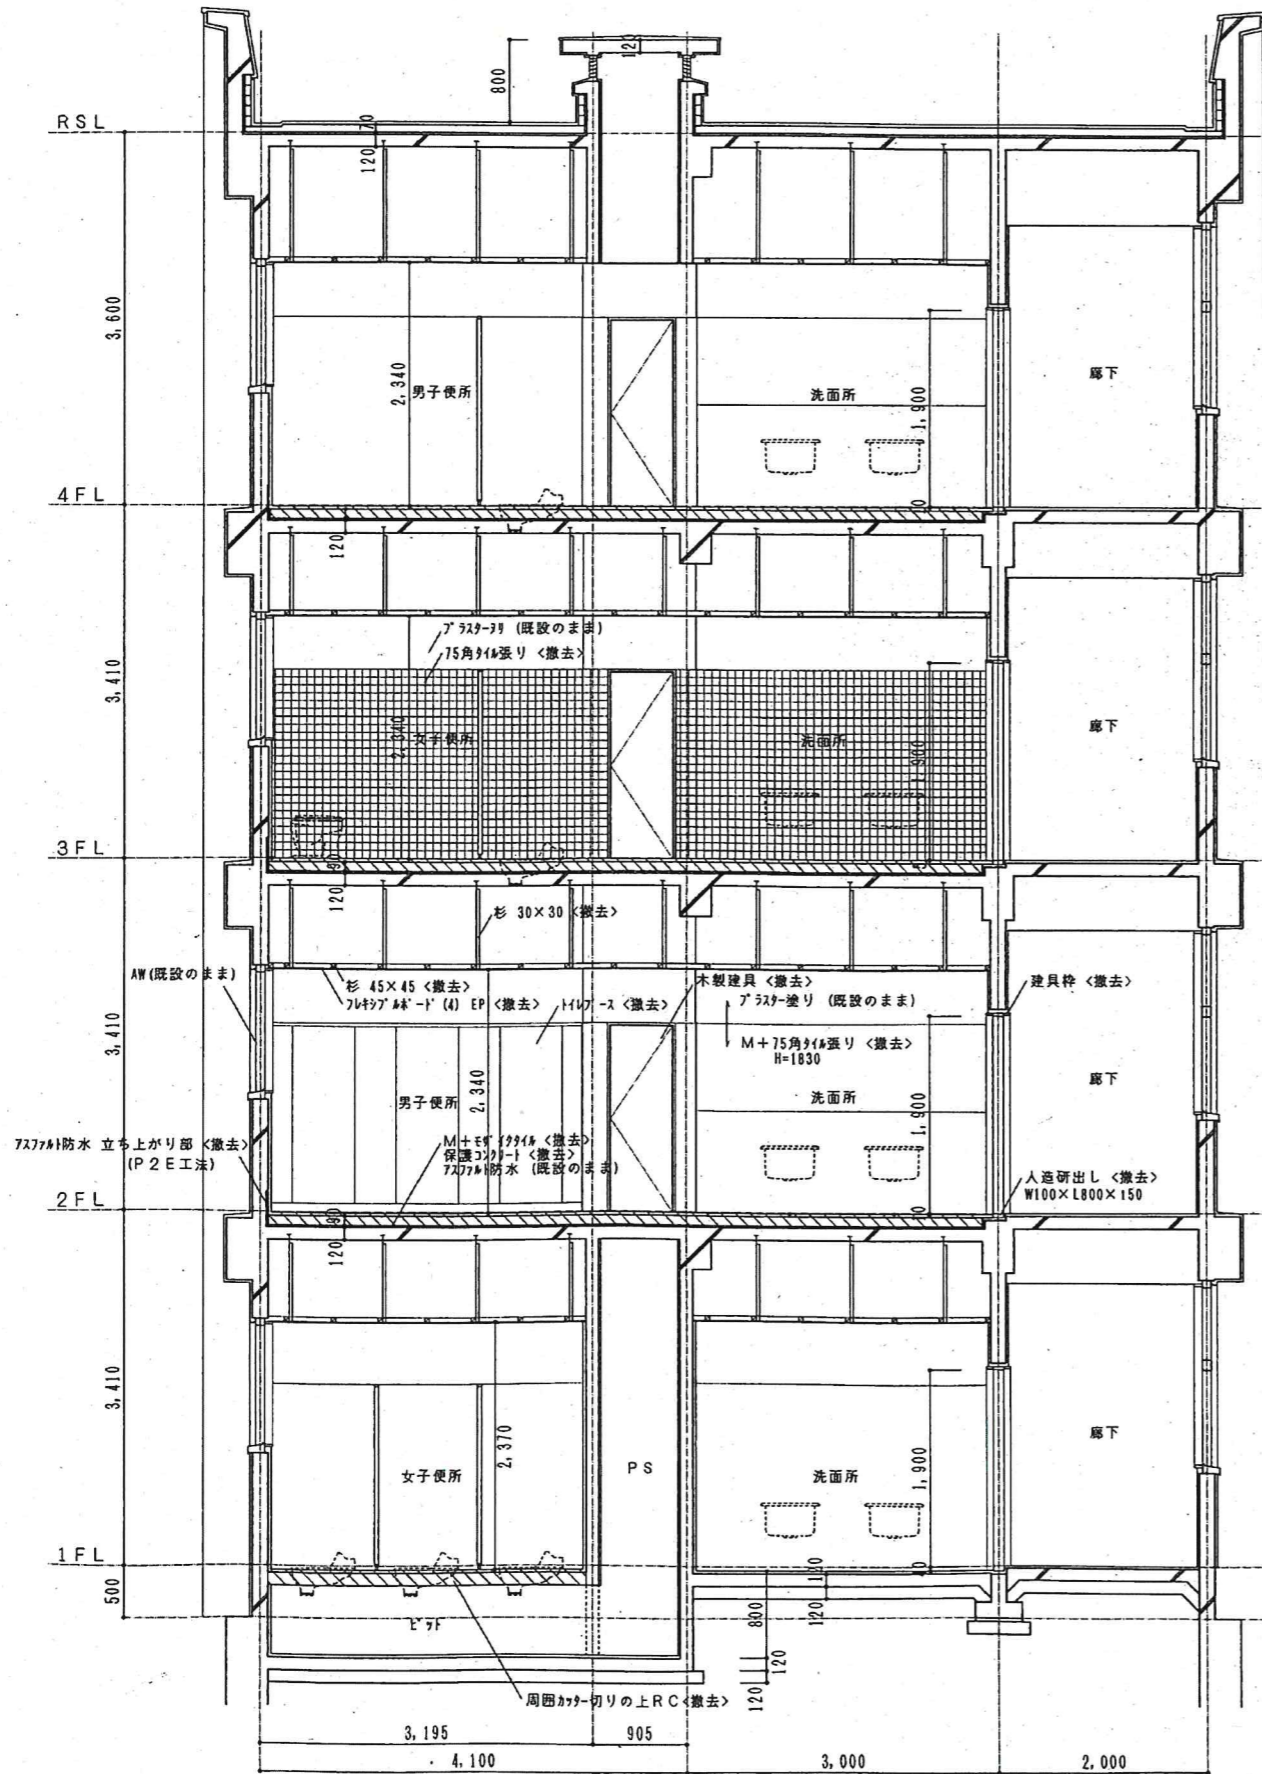 120
800
RSL
70
120
3,600
2,340
男子便所
洗面所
1,900
廊下
4FL
120
プラスターヌリ (既設のまま)
75角タイル張り <撤去>
3,410
2,340
女子便所
洗面所
1,900
廊下
3FL
90
120
杉 30×30 <撤去>
AW(既設のまま)
杉 45×45 <撤去>
フレキシブルボード (4) EP <撤去>
トイレブース <撤去>
木製建具 <撤去>
プラスター塗り (既設のまま)
建具枠 <撤去>
M+75角タイル張り <撤去>
H=1830
3,410
2,340
男子便所
洗面所
1,900
廊下
アスファルト防水 立ち上がり部 <撤去>
(P2E工法)
M+モザイクタイル <撤去>
保護コンクリート <撤去>
アスファルト防水 (既設のまま)
人造研出し <撤去>
W100×L800×150
2FL
90
120
3,410
2,370
女子便所
PS
洗面所
1,900
廊下
1FL
500
ピット
800
120
120
120
周囲カッター切りの上RC<撤去>
3,195
905
4,100
3,000
2,000